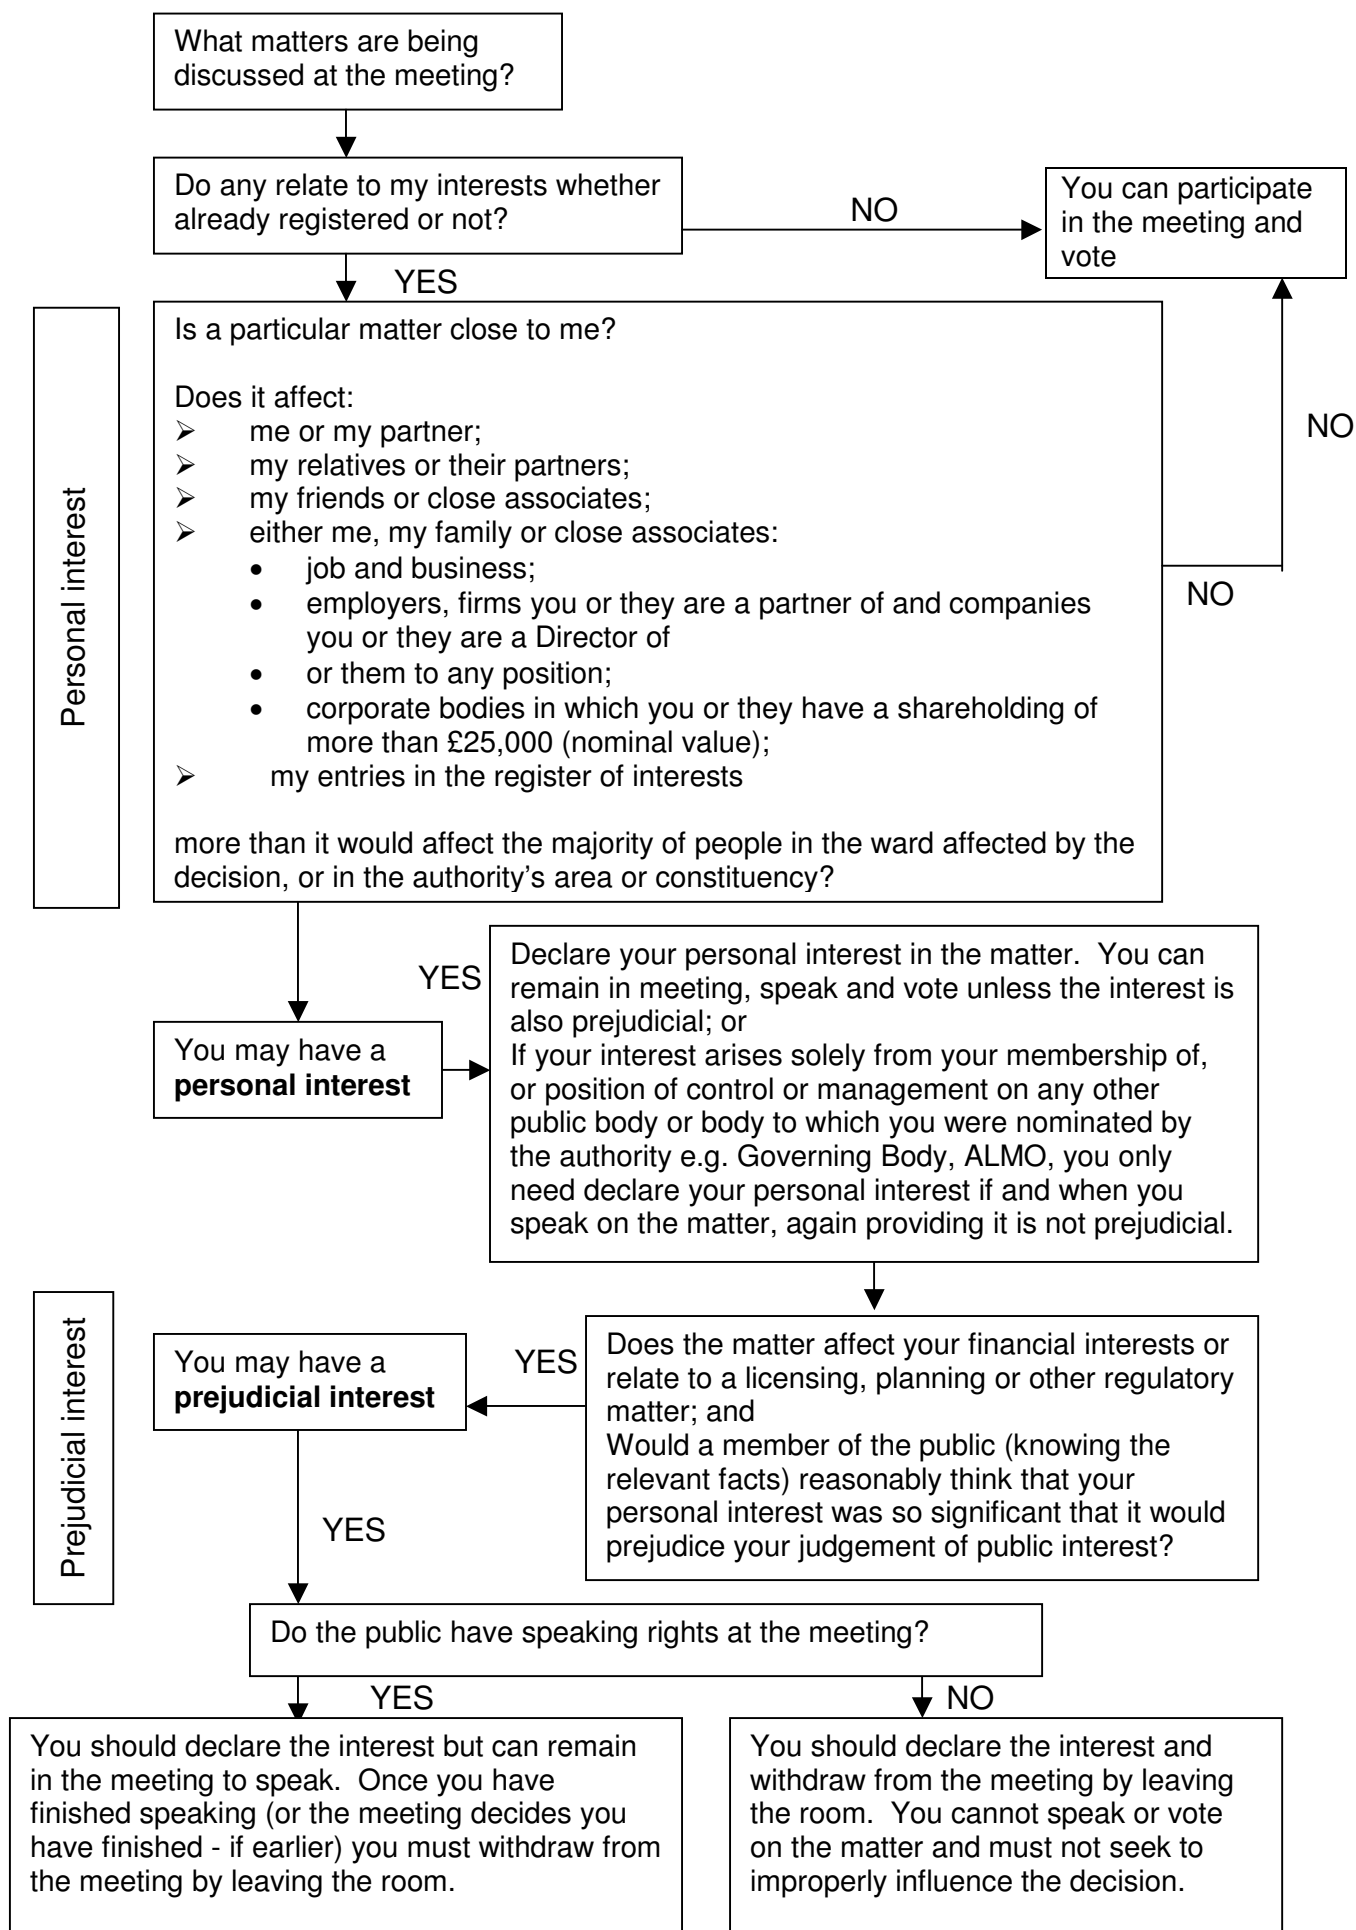 What matters are being
discussed at the meeting?
Do any relate to my interests whether
already registered or not?
NO
You can participate
in the meeting and
vote
YES
Personal interest
Is a particular matter close to me?
Does it affect:
➢ me or my partner;
➢ my relatives or their partners;
➢ my friends or close associates;
➢ either me, my family or close associates:
• job and business;
• employers, firms you or they are a partner of and companies
you or they are a Director of
• or them to any position;
• corporate bodies in which you or they have a shareholding of
more than £25,000 (nominal value);
➢ my entries in the register of interests
more than it would affect the majority of people in the ward affected by the
decision, or in the authority's area or constituency?
NO
NO
YES
You may have a
personal interest
Declare your personal interest in the matter. You can
remain in meeting, speak and vote unless the interest is
also prejudicial; or
If your interest arises solely from your membership of,
or position of control or management on any other
public body or body to which you were nominated by
the authority e.g. Governing Body, ALMO, you only
need declare your personal interest if and when you
speak on the matter, again providing it is not prejudicial.
Prejudicial interest
You may have a
prejudicial interest
YES
Does the matter affect your financial interests or
relate to a licensing, planning or other regulatory
matter; and
Would a member of the public (knowing the
relevant facts) reasonably think that your
personal interest was so significant that it would
prejudice your judgement of public interest?
YES
Do the public have speaking rights at the meeting?
YES
NO
You should declare the interest but can remain
in the meeting to speak. Once you have
finished speaking (or the meeting decides you
have finished - if earlier) you must withdraw from
the meeting by leaving the room.
You should declare the interest and
withdraw from the meeting by leaving
the room. You cannot speak or vote
on the matter and must not seek to
improperly influence the decision.